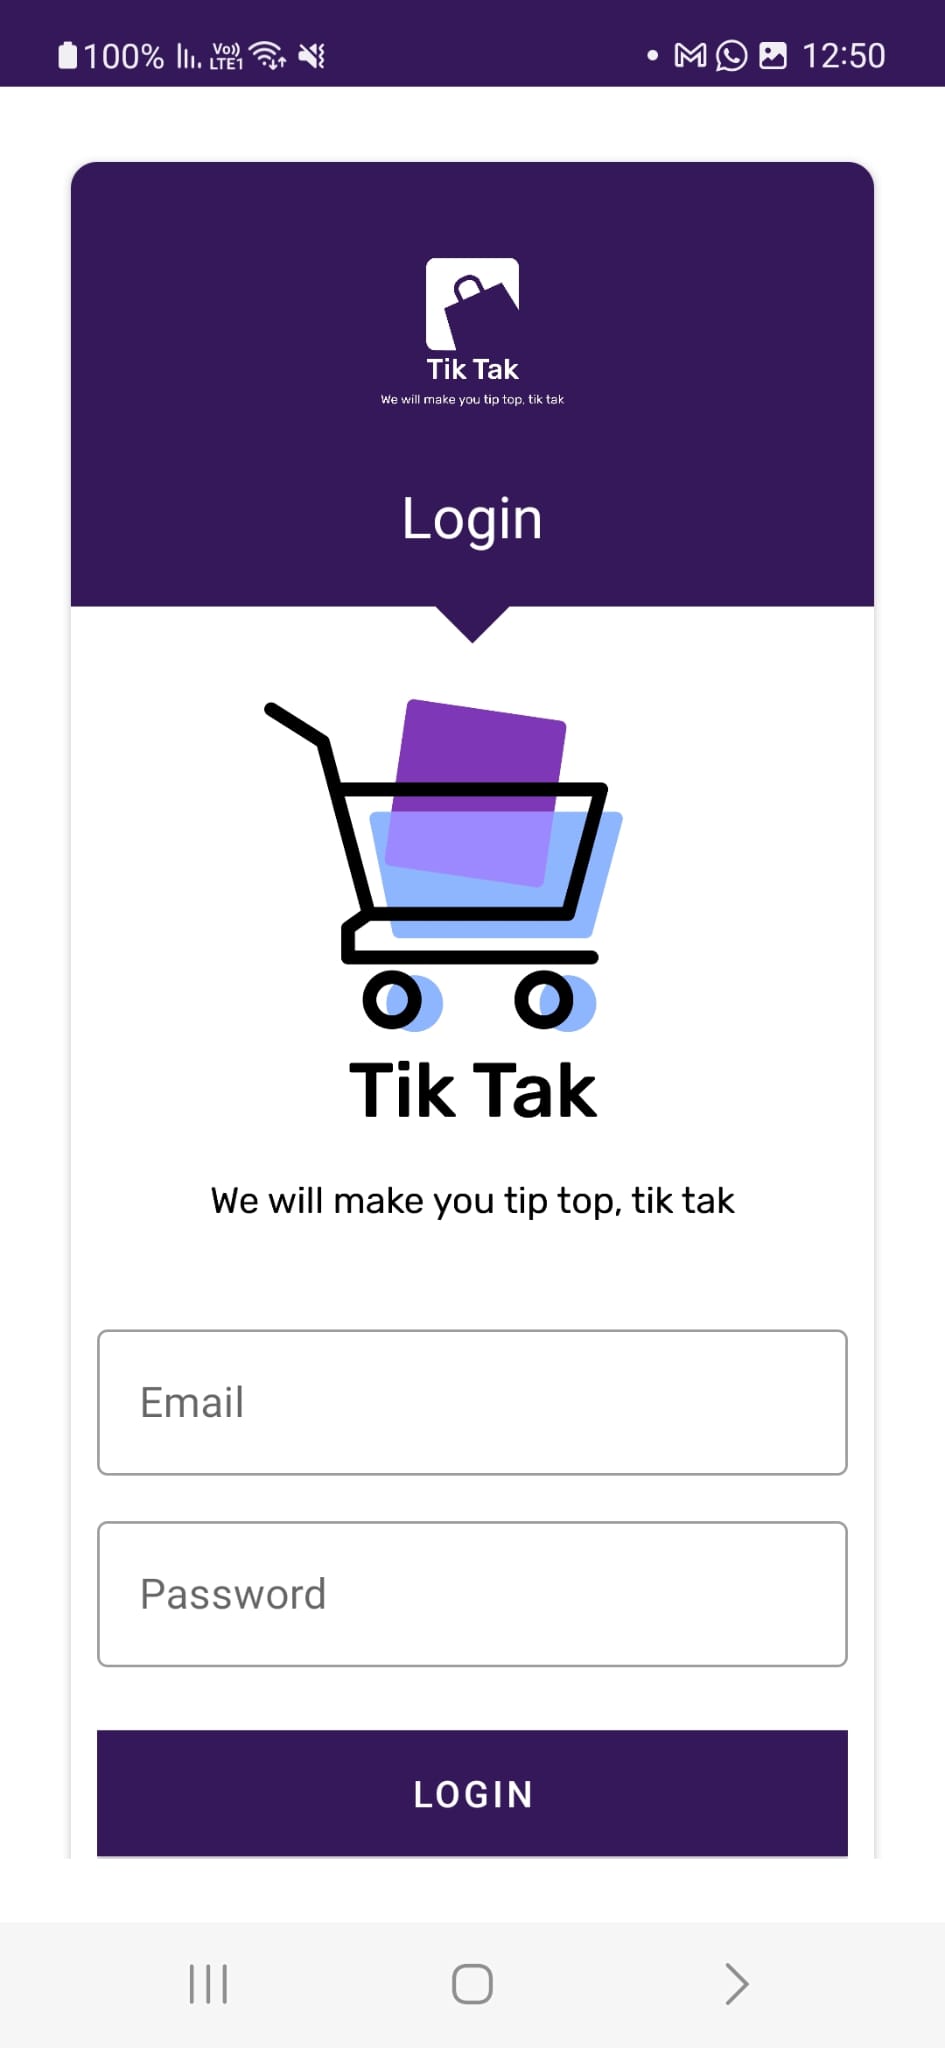 100% Vo)) LTE1 12:50
Tik Tak
We will make you tip top, tik tak
Login
Tik Tak
We will make you tip top, tik tak
Email
Password
LOGIN